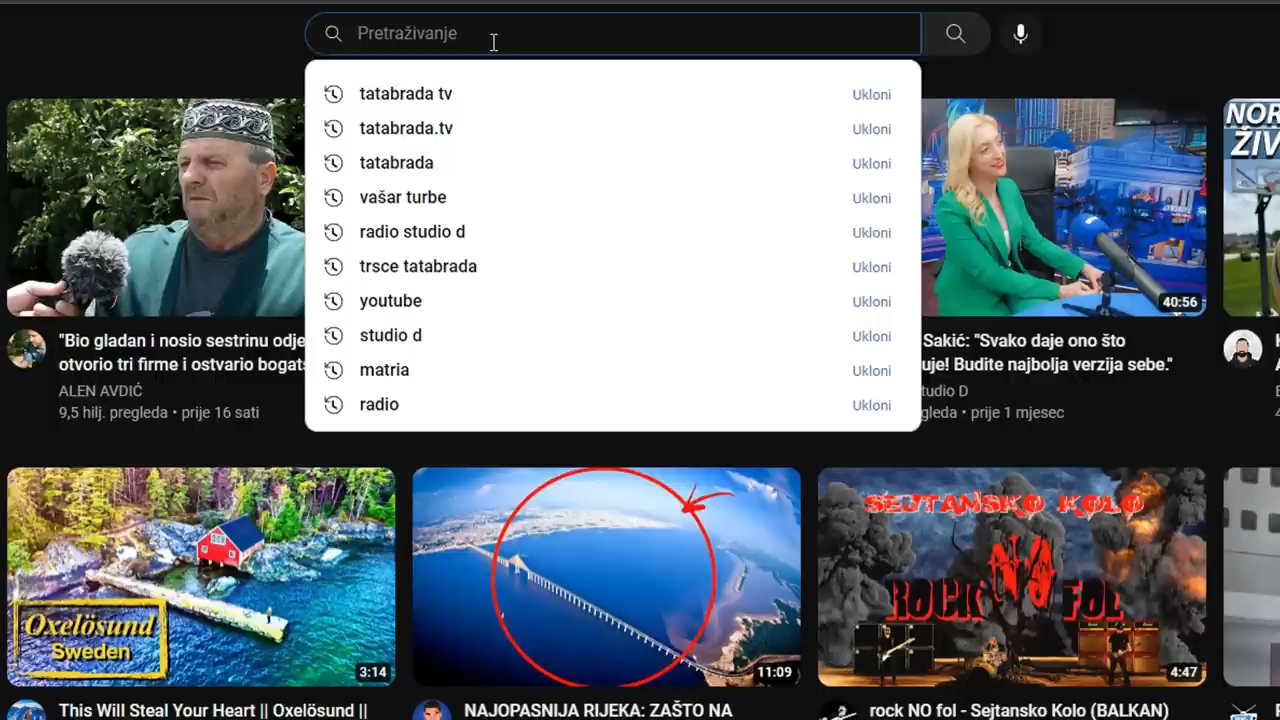 Pretraživanje
tatabrada tv
Ukloni
tatabrada.tv
Ukloni
tatabrada
Ukloni
vašar turbe
Ukloni
radio studio d
Ukloni
trsce tatabrada
Ukloni
youtube
Ukloni
studio d
Ukloni
matria
Ukloni
radio
Ukloni
40:56
NOR
ŽIV
"Bio gladan i nosio sestrinu odje
otvorio tri firme i ostvario bogats
ALEN AVDIĆ
9,5 hilj. pregleda • prije 16 sati
Sakić: "Svako daje ono što
uje! Budite najbolja verzija sebe."
tudio D
gleda • prije 1 mjesec
Oxelösund
Sweden
3:14
11:09
SEJTANSKO KOLO
ROCK NO FOL
4:47
This Will Steal Your Heart || Oxelösund ||
NAJOPASNIJA RIJEKA: ZAŠTO NA
rock NO fol - Sejtansko Kolo (BALKAN)